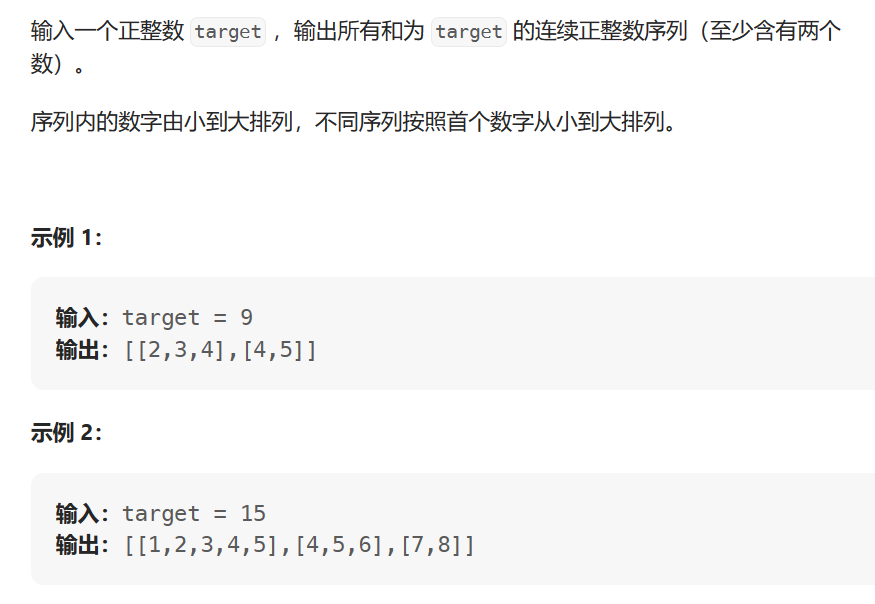 输入一个正整数 target ，输出所有和为 target 的连续正整数序列（至少含有两个
数）。
序列内的数字由小到大排列，不同序列按照首个数字从小到大排列。
示例 1：
输入：target = 9
输出：[[2,3,4],[4,5]]
示例 2：
输入：target = 15
输出：[[1,2,3,4,5],[4,5,6],[7,8]]